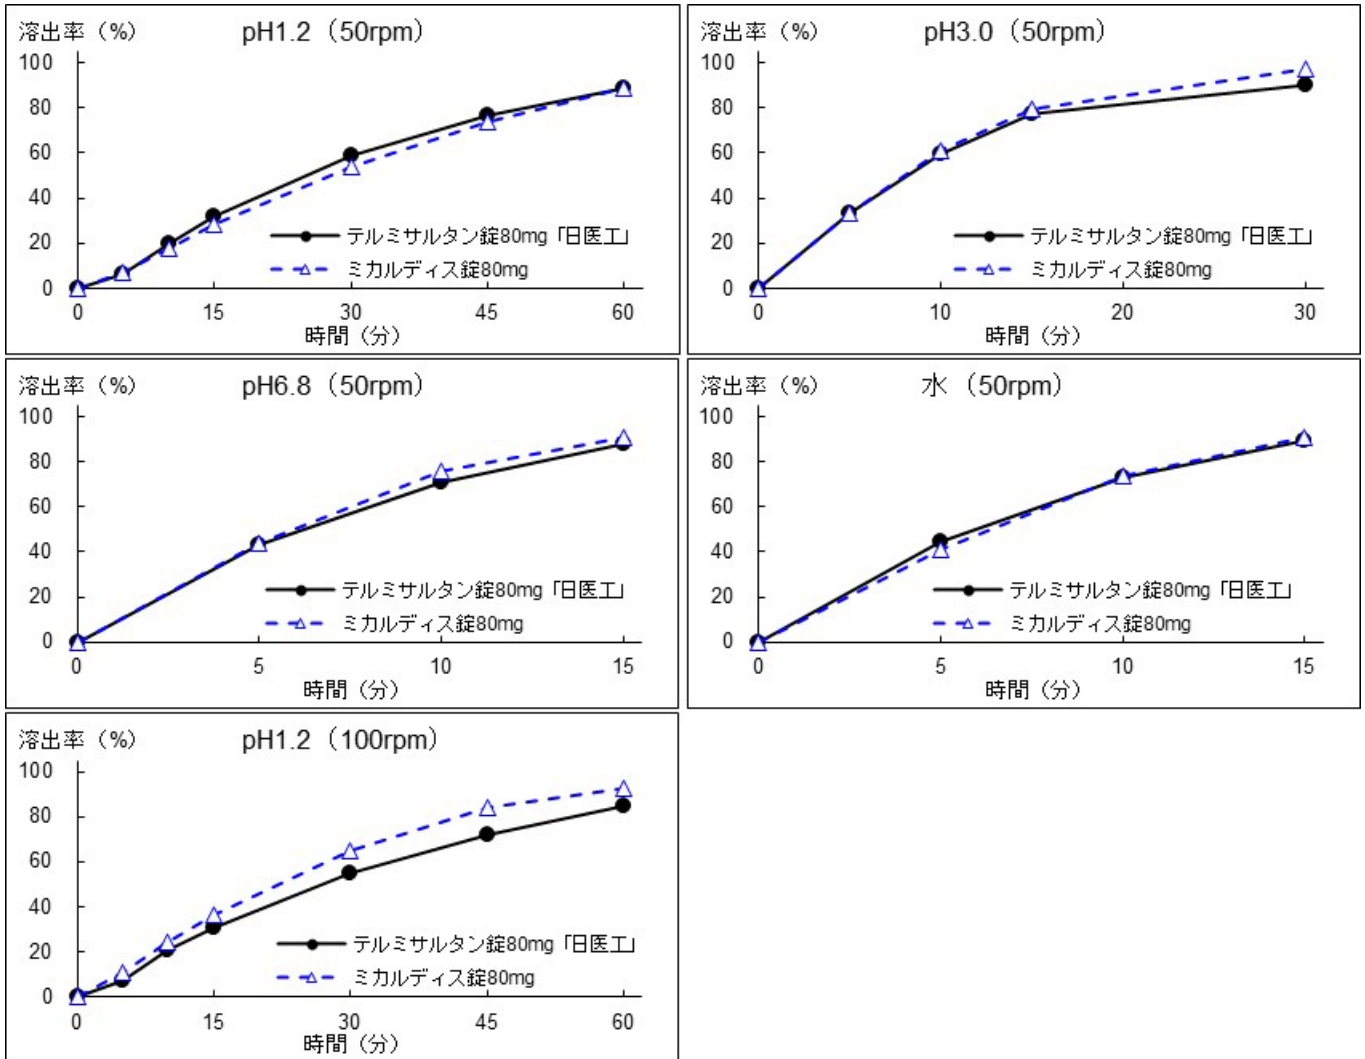 溶出率（%） pH1.2（50rpm）
100
80
60
40
20
0
テルミサルタン錠80mg「日医工」
ミカルディス錠80mg
0 15 30 45 60
時間（分）
溶出率（%） pH3.0（50rpm）
100
80
60
40
20
0
テルミサルタン錠80mg「日医工」
ミカルディス錠80mg
0 10 20 30
時間（分）
溶出率（%） pH6.8（50rpm）
100
80
60
40
20
0
テルミサルタン錠80mg「日医工」
ミカルディス錠80mg
0 5 10 15
時間（分）
溶出率（%） 水（50rpm）
100
80
60
40
20
0
テルミサルタン錠80mg「日医工」
ミカルディス錠80mg
0 5 10 15
時間（分）
溶出率（%） pH1.2（100rpm）
100
80
60
40
20
0
テルミサルタン錠80mg「日医工」
ミカルディス錠80mg
0 15 30 45 60
時間（分）